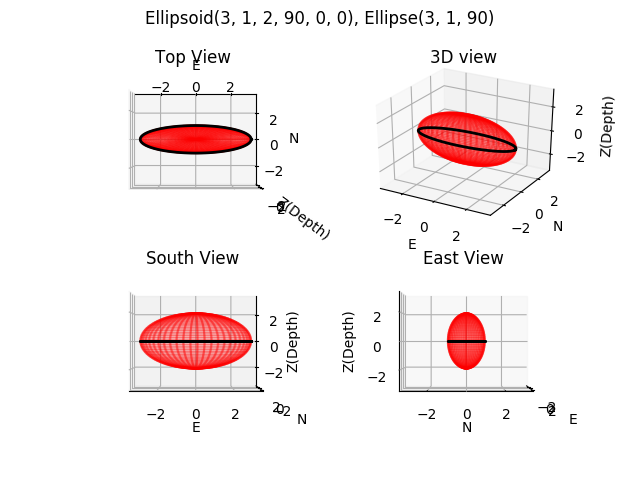 Ellipsoid(3, 1, 2, 90, 0, 0), Ellipse(3, 1, 90)
Top View
E
−2 0 2
2
0
−2
N
Z(Depth)
3D view
2
0
−2
Z(Depth)
−2 0 2
E
−2 0 2
N
South View
2
0
−2
Z(Depth)
−2 0 2
E
N
East View
Z(Depth)
2
0
−2
−2 0 2
N
E